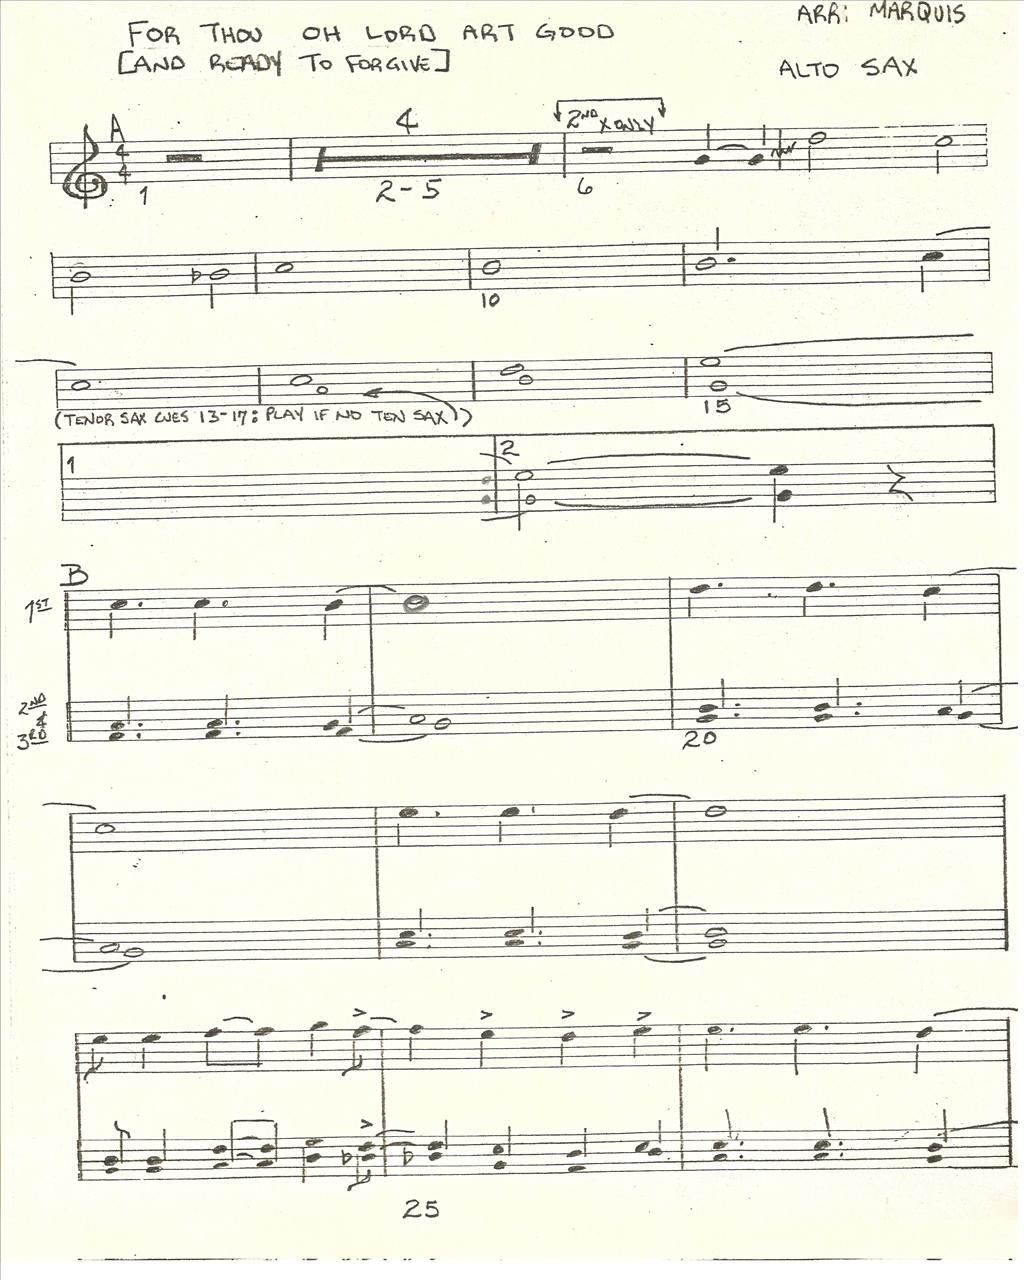 ARR: MARQUIS
FOR THOU OH LORD ART GOOD
[AND READY TO FORGIVE]
ALTO SAX
A
4
2ND X ONLY
4
4
1
2-5
6
10
(TENOR SAX CUES 13-17: PLAY IF NO TEN SAX)
15
1
2
B
1ST
2ND
&
3RD
20
25